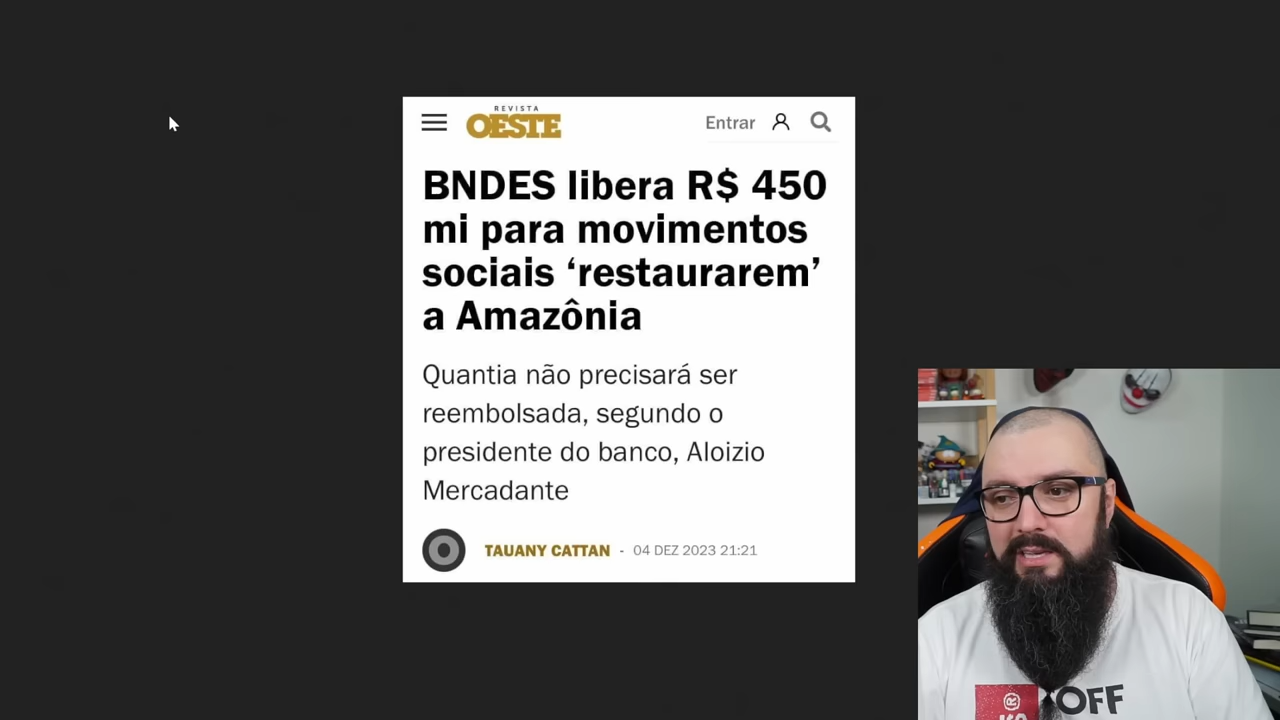 REVISTA
OESTE
Entrar
BNDES libera R$ 450
mi para movimentos
sociais ‘restaurarem’
a Amazônia
Quantia não precisará ser
reembolsada, segundo o
presidente do banco, Aloizio
Mercadante
TAUANY CATTAN - 04 DEZ 2023 21:21
OFF